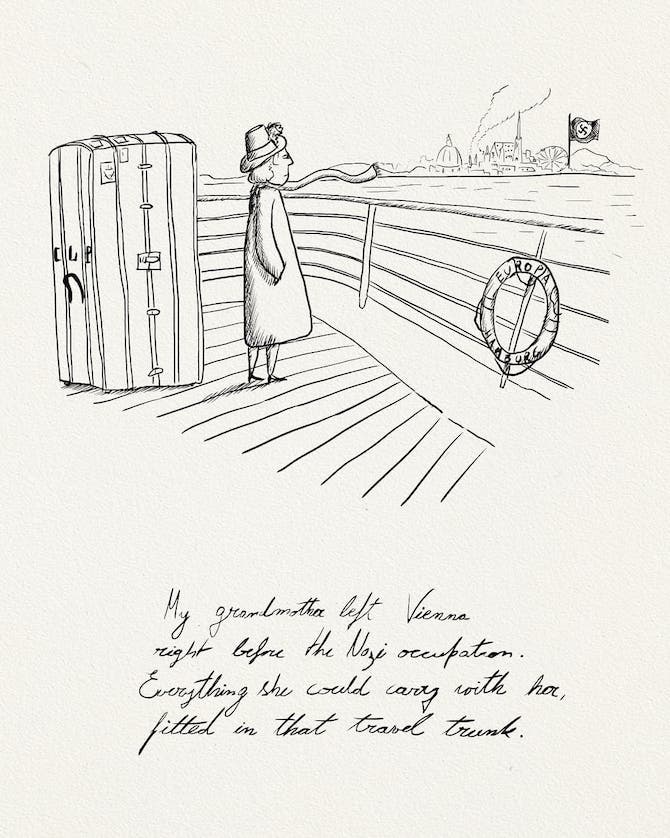 C L P
EUROPA
HAMBURG
My grandmother left Vienna
right before the Nazi occupation.
Everything she could carry with her,
fitted in that travel trunk.